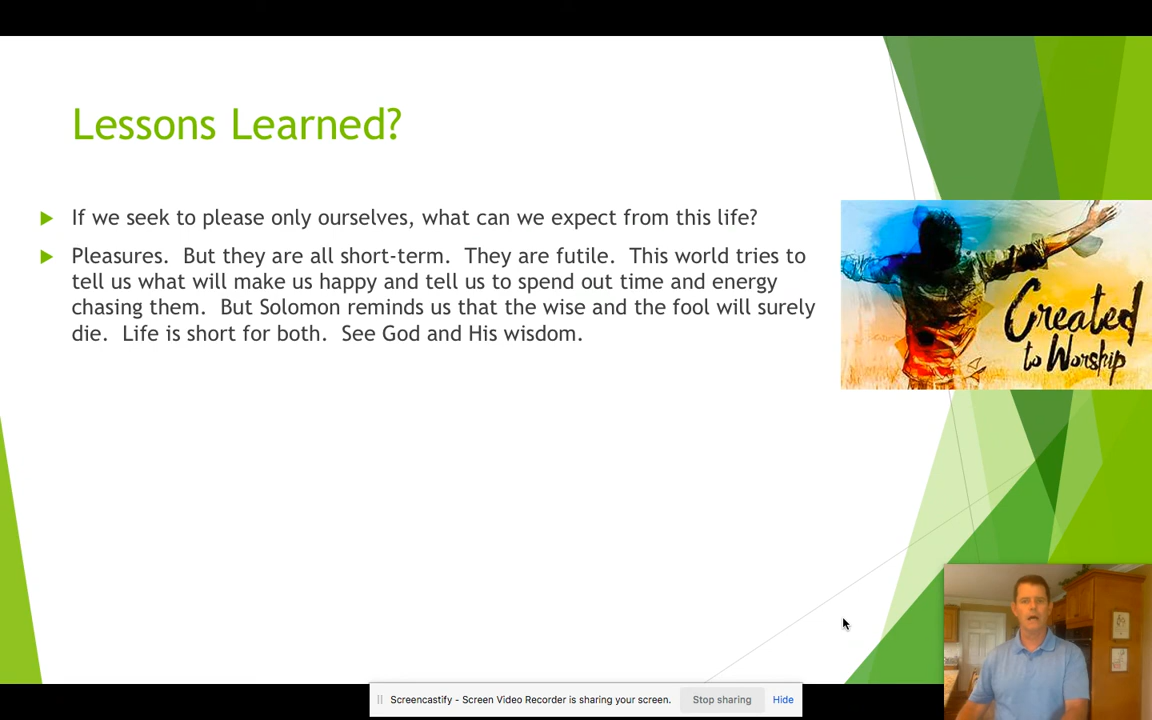 Lessons Learned?
If we seek to please only ourselves, what can we expect from this life?
Pleasures. But they are all short-term. They are futile. This world tries to
tell us what will make us happy and tell us to spend out time and energy
chasing them. But Solomon reminds us that the wise and the fool will surely
die. Life is short for both. See God and His wisdom.
Created
to Worship
Screencastify - Screen Video Recorder is sharing your screen. Stop sharing Hide